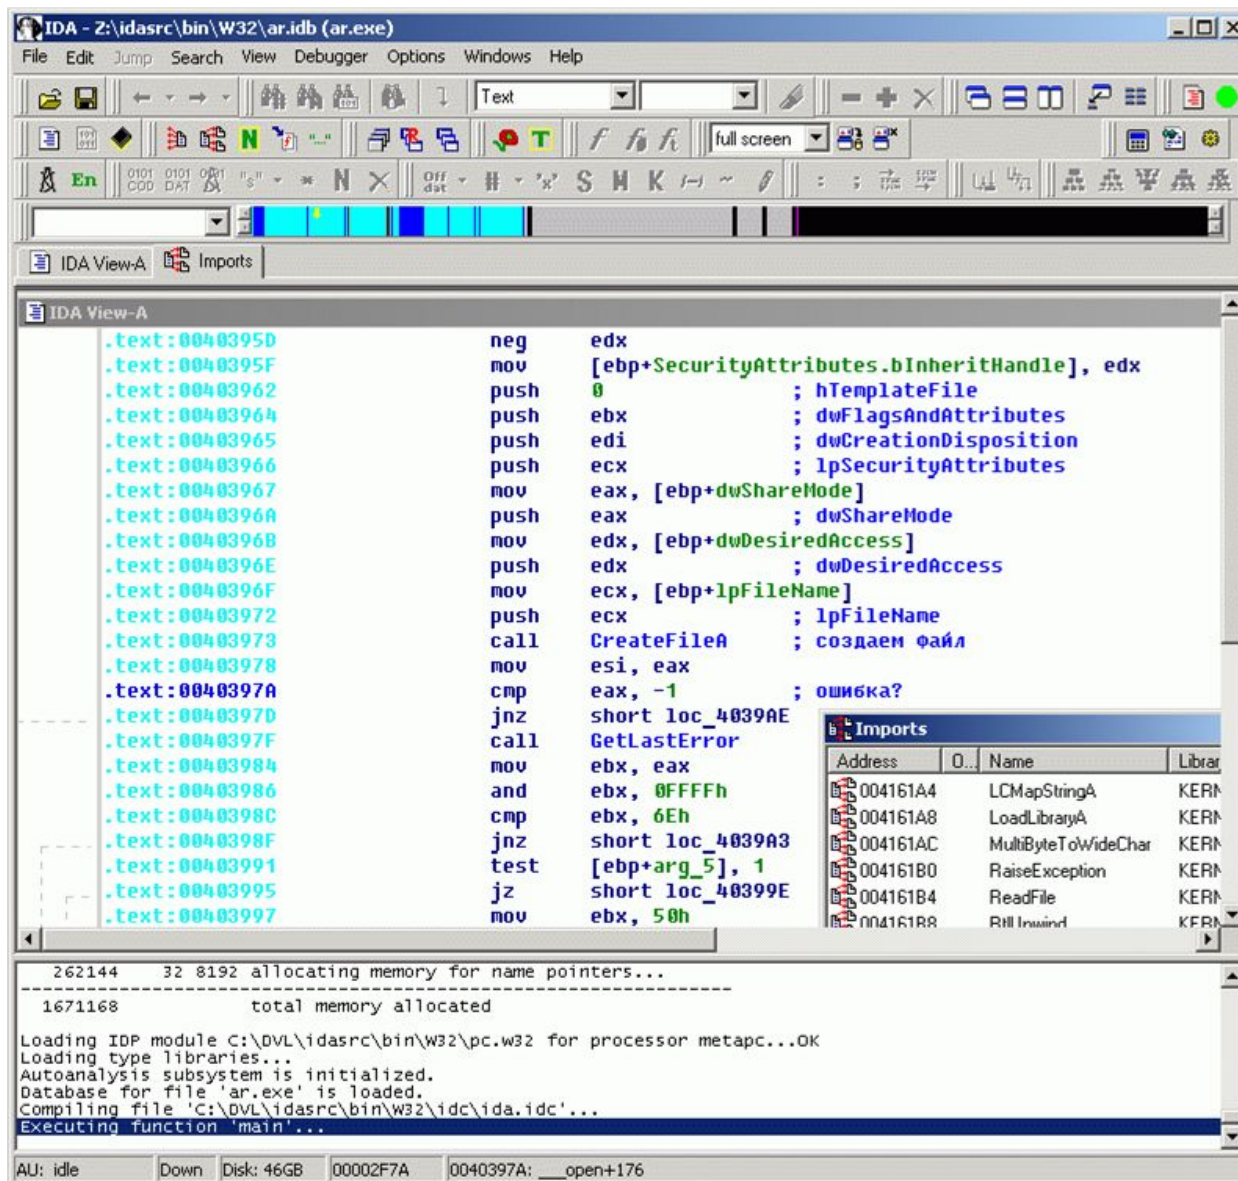 IDA - Z:\idasrc\bin\W32\ar.idb (ar.exe)
File Edit Jump Search View Debugger Options Windows Help
Text
full screen
En
IDA View-A Imports
IDA View-A
.text:0040395D neg edx
.text:0040395F mov [ebp+SecurityAttributes.bInheritHandle], edx
.text:00403962 push 0 ; hTemplateFile
.text:00403964 push ebx ; dwFlagsAndAttributes
.text:00403965 push edi ; dwCreationDisposition
.text:00403966 push ecx ; lpSecurityAttributes
.text:00403967 mov eax, [ebp+dwShareMode]
.text:0040396A push eax ; dwShareMode
.text:0040396B mov edx, [ebp+dwDesiredAccess]
.text:0040396E push edx ; dwDesiredAccess
.text:0040396F mov ecx, [ebp+lpFileName]
.text:00403972 push ecx ; lpFileName
.text:00403973 call CreateFileA ; создаем файл
.text:00403978 mov esi, eax
.text:0040397A cmp eax, -1 ; ошибка?
.text:0040397D jnz short loc_4039AE
.text:0040397F call GetLastError
.text:00403984 mov ebx, eax
.text:00403986 and ebx, 0FFFFh
.text:0040398C cmp ebx, 6Eh
.text:0040398F jnz short loc_4039A3
.text:00403991 test [ebp+arg_5], 1
.text:00403995 jz short loc_40399E
.text:00403997 mov ebx, 50h
Imports
Address O... Name Librar
004161A4 LCMapStringA KERN
004161A8 LoadLibraryA KERN
004161AC MultiByteToWideChar KERN
004161B0 RaiseException KERN
004161B4 ReadFile KERN
004161B8 RtlUnwind KERN
262144 32 8192 allocating memory for name pointers...
-----------------------------------------------------------------
1671168 total memory allocated
Loading IDP module C:\DVL\idasrc\bin\W32\pc.w32 for processor metapc...OK
Loading type libraries...
Autoanalysis subsystem is initialized.
Database for file 'ar.exe' is loaded.
Compiling file 'C:\DVL\idasrc\bin\W32\idc\ida.idc'...
Executing function 'main'...
AU: idle Down Disk: 46GB 00002F7A 0040397A: ___open+176